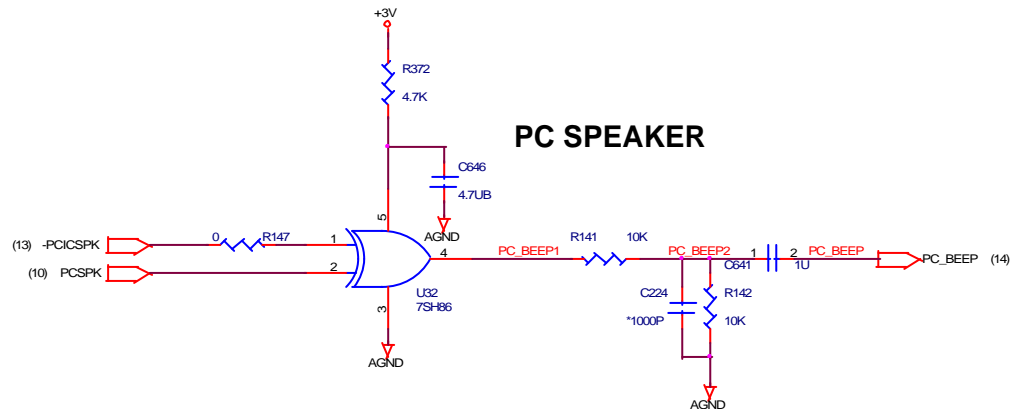 +3V
R372
4.7K
PC SPEAKER
C646
4.7UB
AGND
5
(13) -PCICSPK 0 R147 1
(10) PCSPK 2
4 PC_BEEP1 R141 10K PC_BEEP2 1 C641 2 1U PC_BEEP PC_BEEP (14)
U32
7SH86
3
AGND
C224
*1000P
R142
10K
AGND